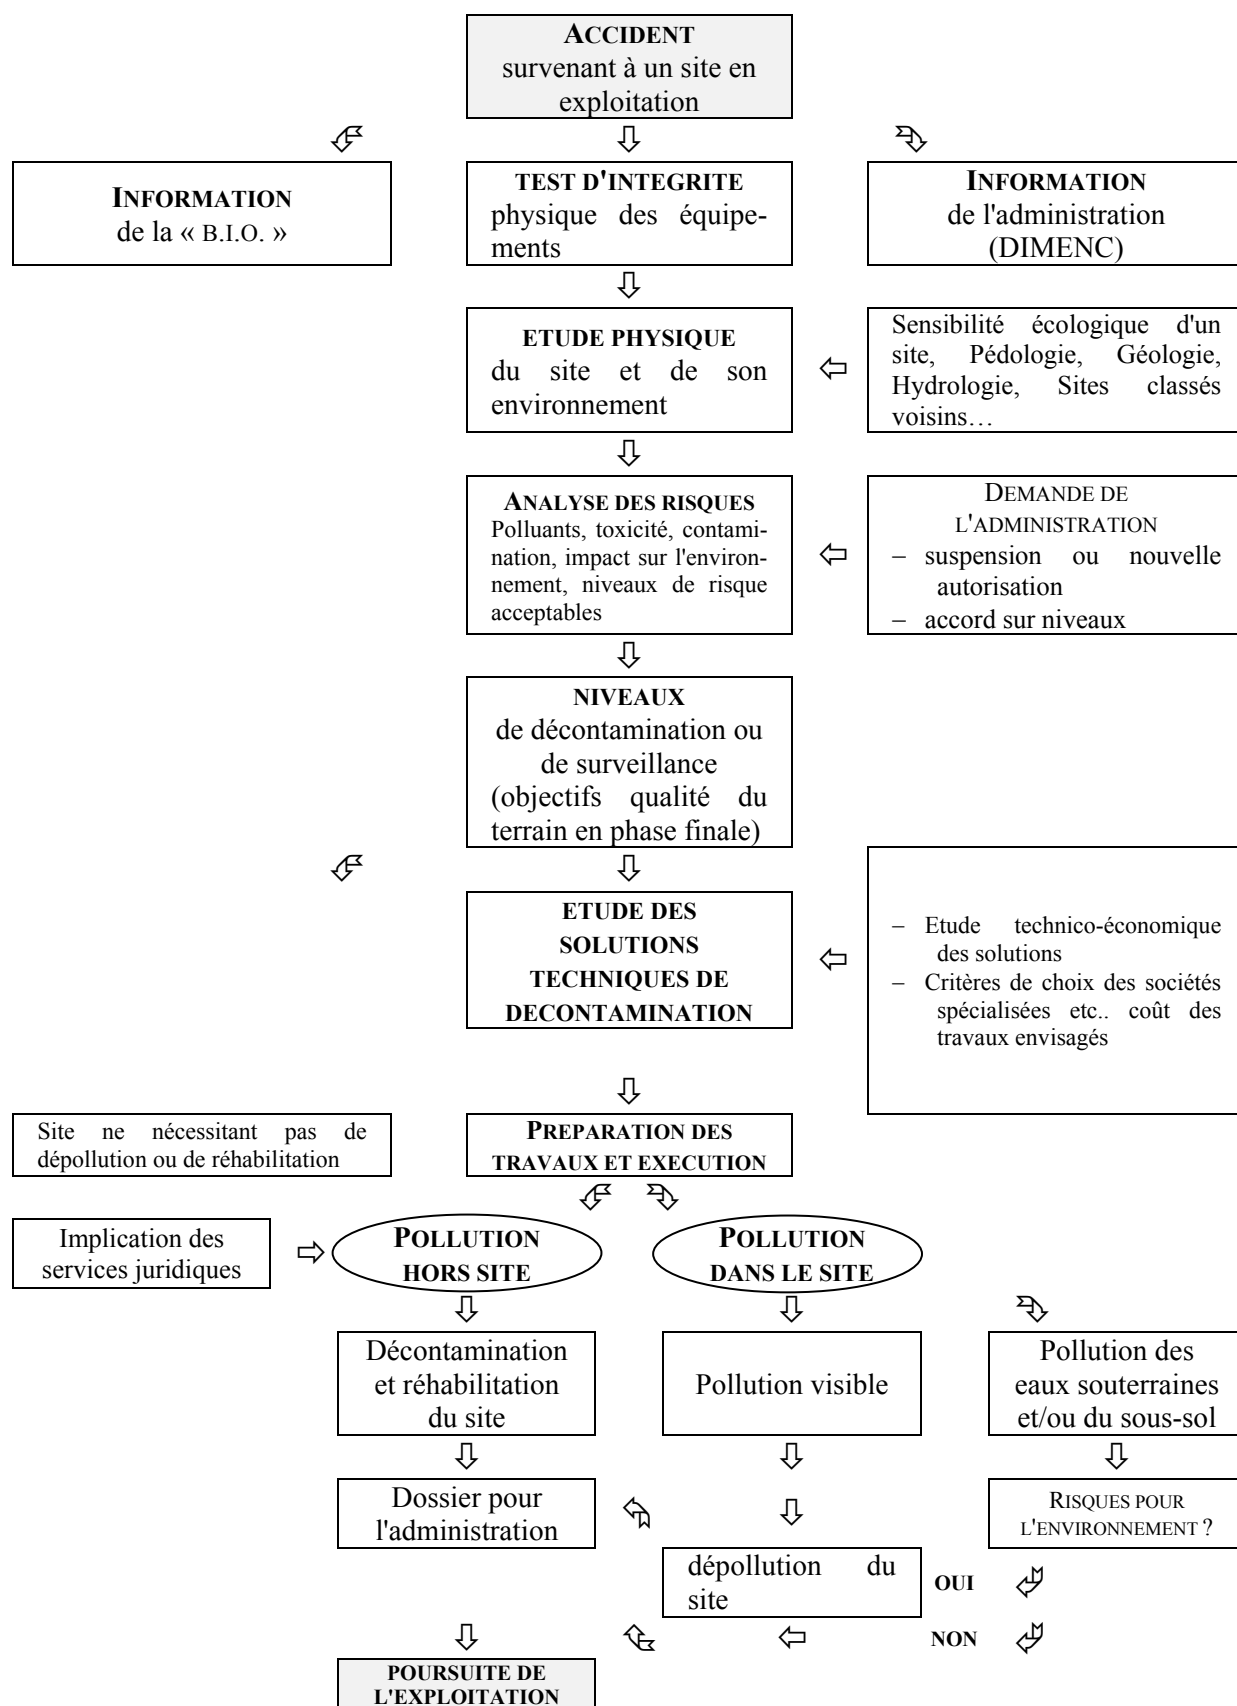 ACCIDENT
survenant à un site en
exploitation
INFORMATION
de la « B.I.O. »
TEST D'INTEGRITE
physique des équipe-
ments
INFORMATION
de l'administration
(DIMENC)
ETUDE PHYSIQUE
du site et de son
environnement
Sensibilité écologique d'un
site, Pédologie, Géologie,
Hydrologie, Sites classés
voisins…
ANALYSE DES RISQUES
Polluants, toxicité, contami-
nation, impact sur l'environ-
nement, niveaux de risque
acceptables
DEMANDE DE
L'ADMINISTRATION
– suspension ou nouvelle
autorisation
– accord sur niveaux
NIVEAUX
de décontamination ou
de surveillance
(objectifs qualité du
terrain en phase finale)
ETUDE DES
SOLUTIONS
TECHNIQUES DE
DECONTAMINATION
– Etude technico-économique
des solutions
– Critères de choix des sociétés
spécialisées etc.. coût des
travaux envisagés
Site ne nécessitant pas de
dépollution ou de réhabilitation
PREPARATION DES
TRAVAUX ET EXECUTION
Implication des
services juridiques
POLLUTION
HORS SITE
POLLUTION
DANS LE SITE
Décontamination
et réhabilitation
du site
Pollution visible
Pollution des
eaux souterraines
et/ou du sous-sol
Dossier pour
l'administration
RISQUES POUR
L'ENVIRONNEMENT ?
dépollution du
site
OUI
NON
POURSUITE DE
L'EXPLOITATION